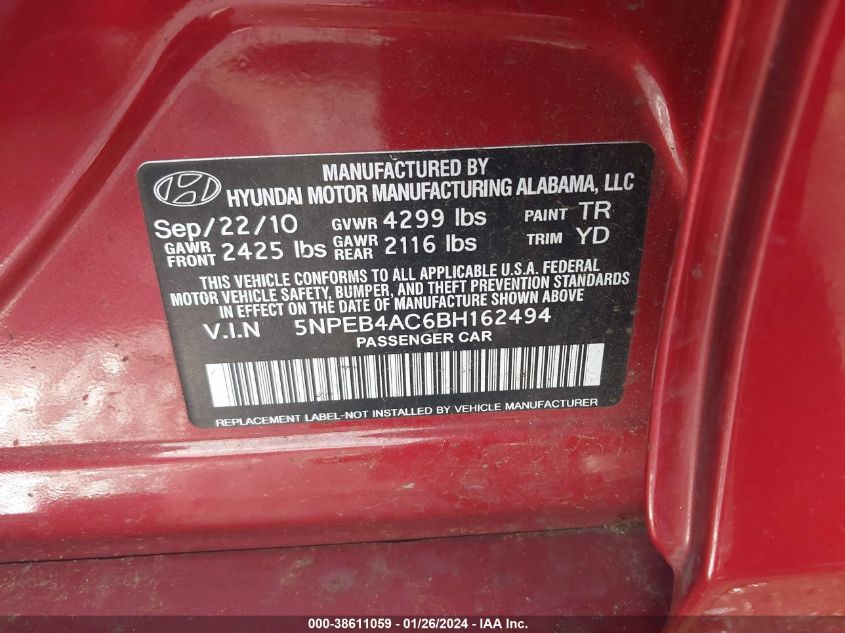 MANUFACTURED BY
HYUNDAI MOTOR MANUFACTURING ALABAMA, LLC
Sep/22/10 GVWR 4299 lbs PAINT TR
GAWR FRONT 2425 lbs GAWR REAR 2116 lbs TRIM YD
THIS VEHICLE CONFORMS TO ALL APPLICABLE U.S.A. FEDERAL
MOTOR VEHICLE SAFETY, BUMPER, AND THEFT PREVENTION STANDARDS
IN EFFECT ON THE DATE OF MANUFACTURE SHOWN ABOVE
V.I.N 5NPEB4AC6BH162494
PASSENGER CAR
REPLACEMENT LABEL-NOT INSTALLED BY VEHICLE MANUFACTURER
000-38611059 - 01/26/2024 - IAA Inc.